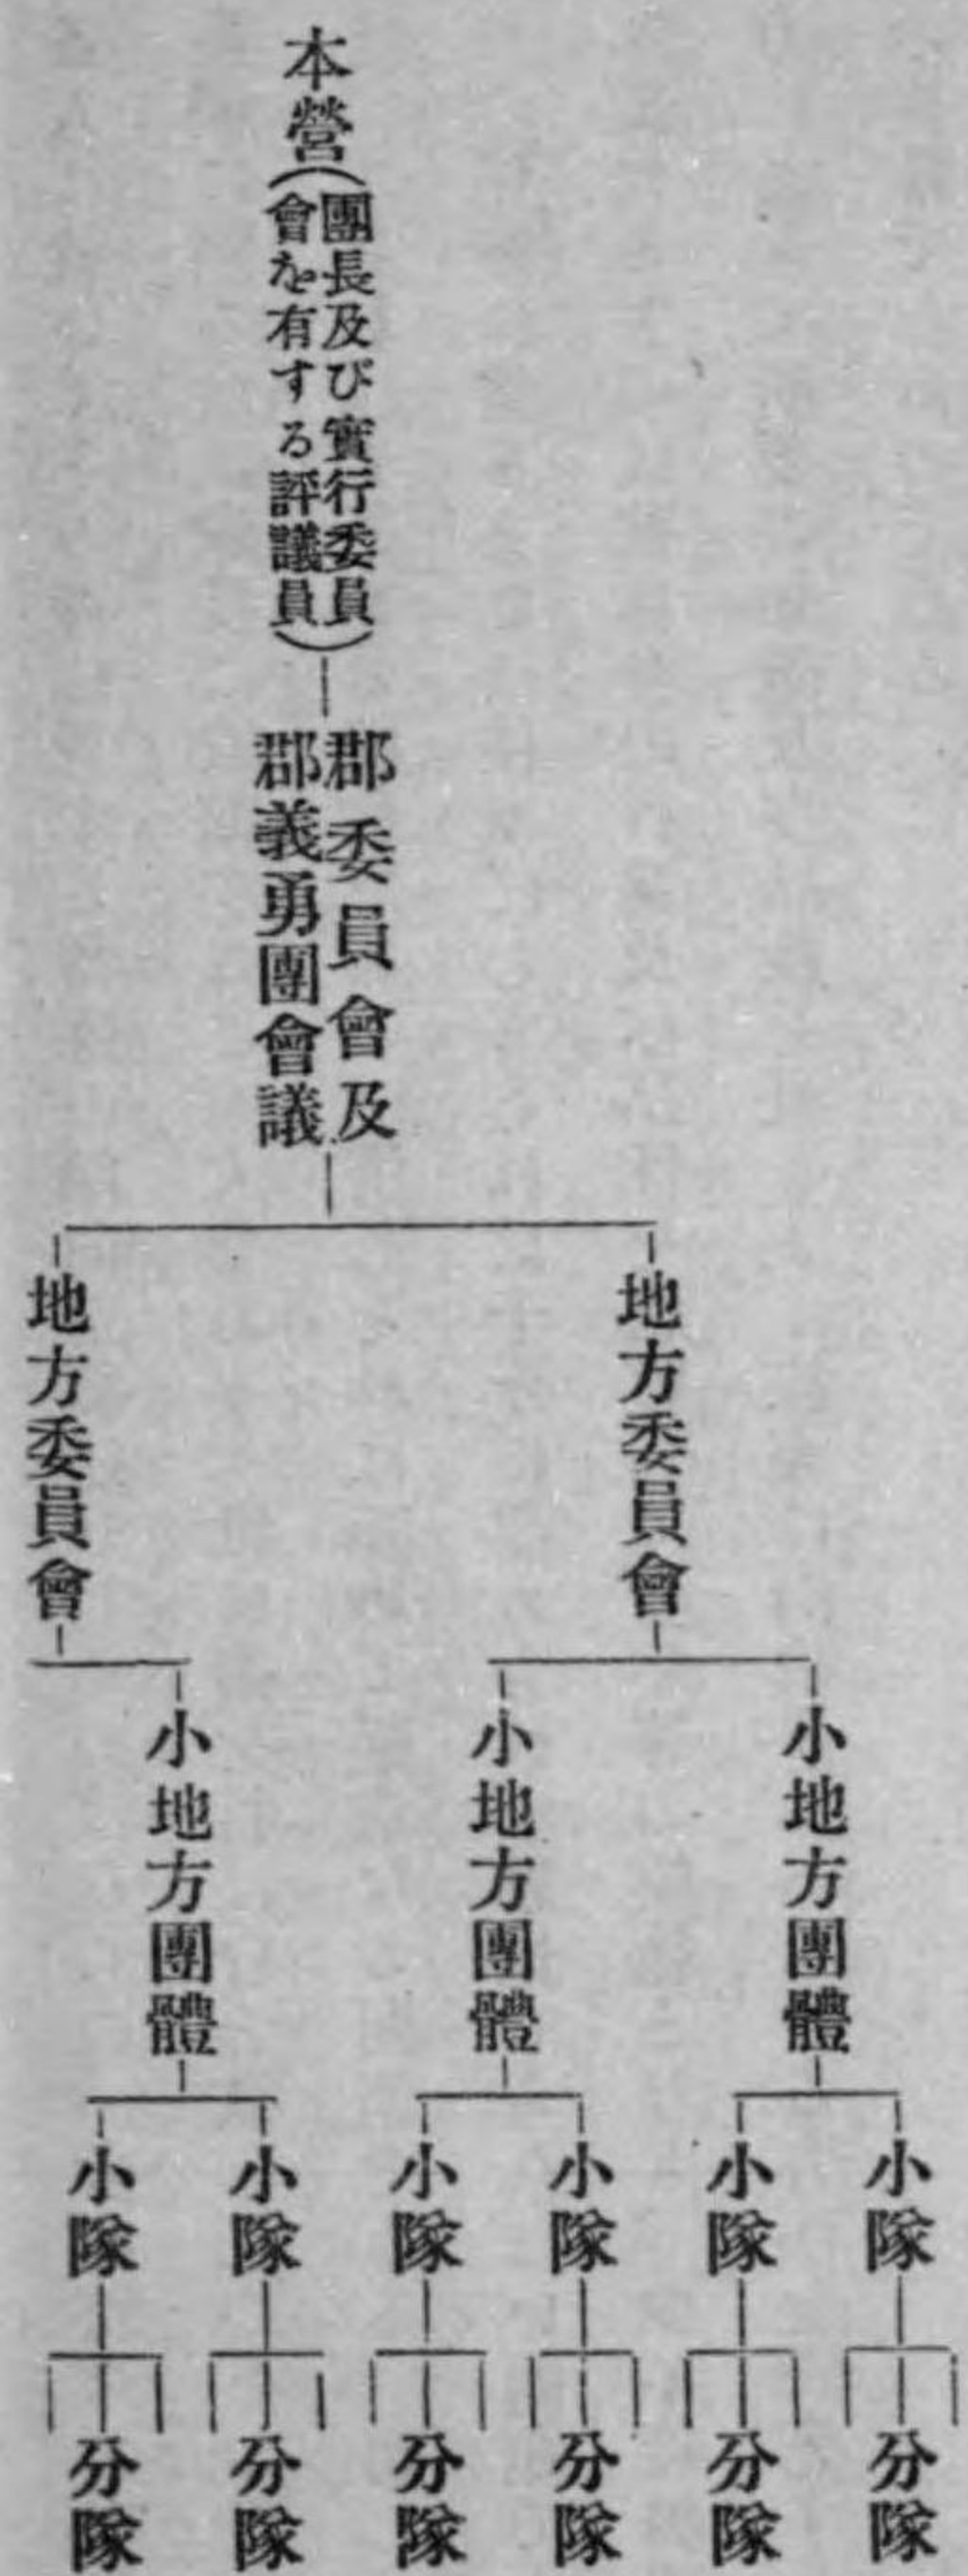 本營(團長及び實行委員
會を有する評議員)
郡委員會及
郡義勇團會議
地方委員會
地方委員會
小地方團體
小地方團體
小地方團體
小隊
小隊
小隊
小隊
小隊
小隊
分隊
分隊
分隊
分隊
分隊
分隊